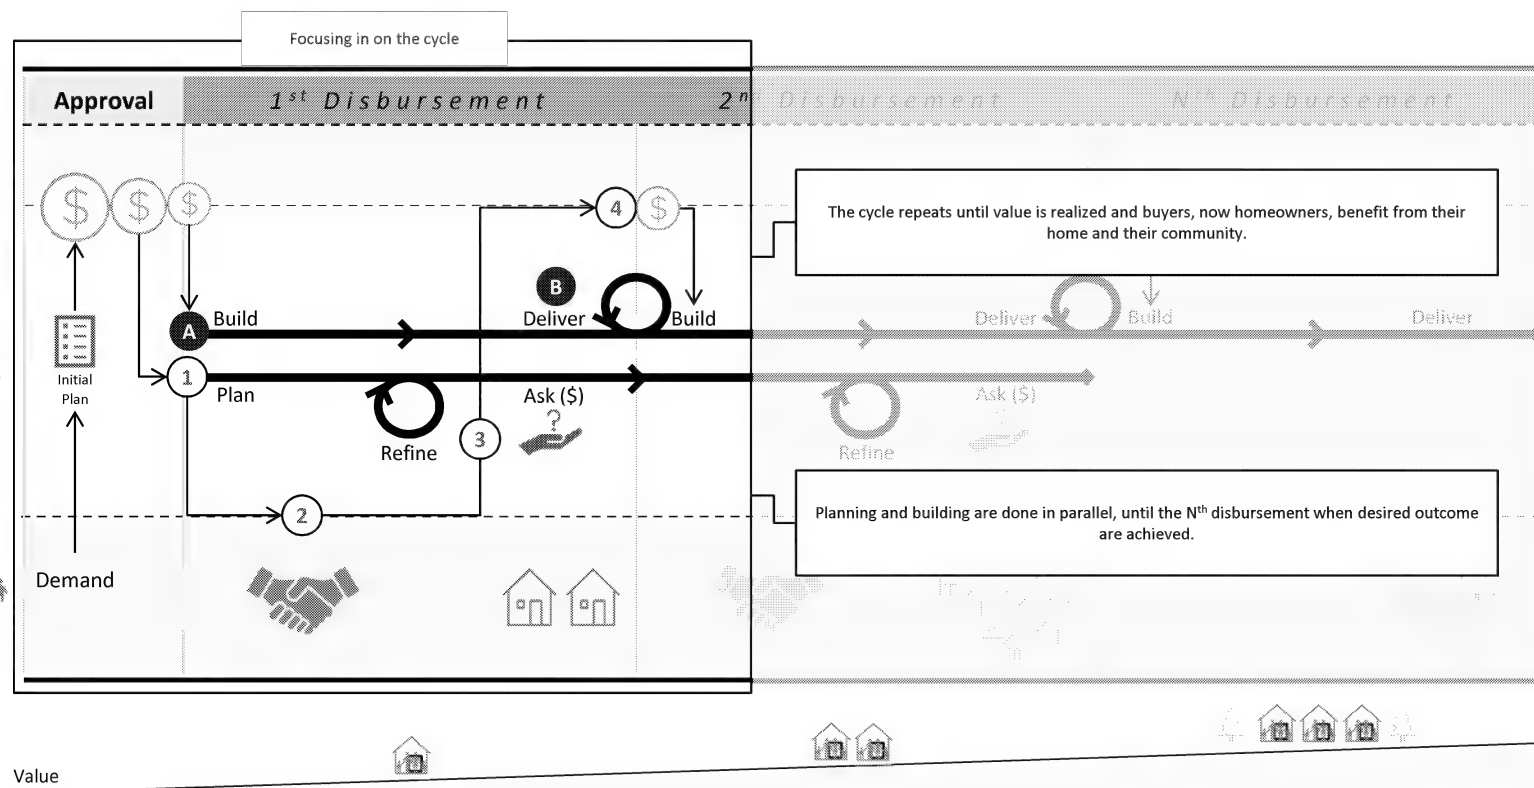 Focusing in on the cycle
Approval
1st Disbursement
2nd Disbursement
Nth Disbursement
$ $ $
4 $
The cycle repeats until value is realized and buyers, now homeowners, benefit from their
home and their community.
B
A
Build
Deliver
Build
Deliver
Build
Deliver
1
Plan
Initial
Plan
Ask ($)
Ask ($)
?
3
Refine
Refine
2
Planning and building are done in parallel, until the Nth disbursement when desired outcome
are achieved.
Demand
Value